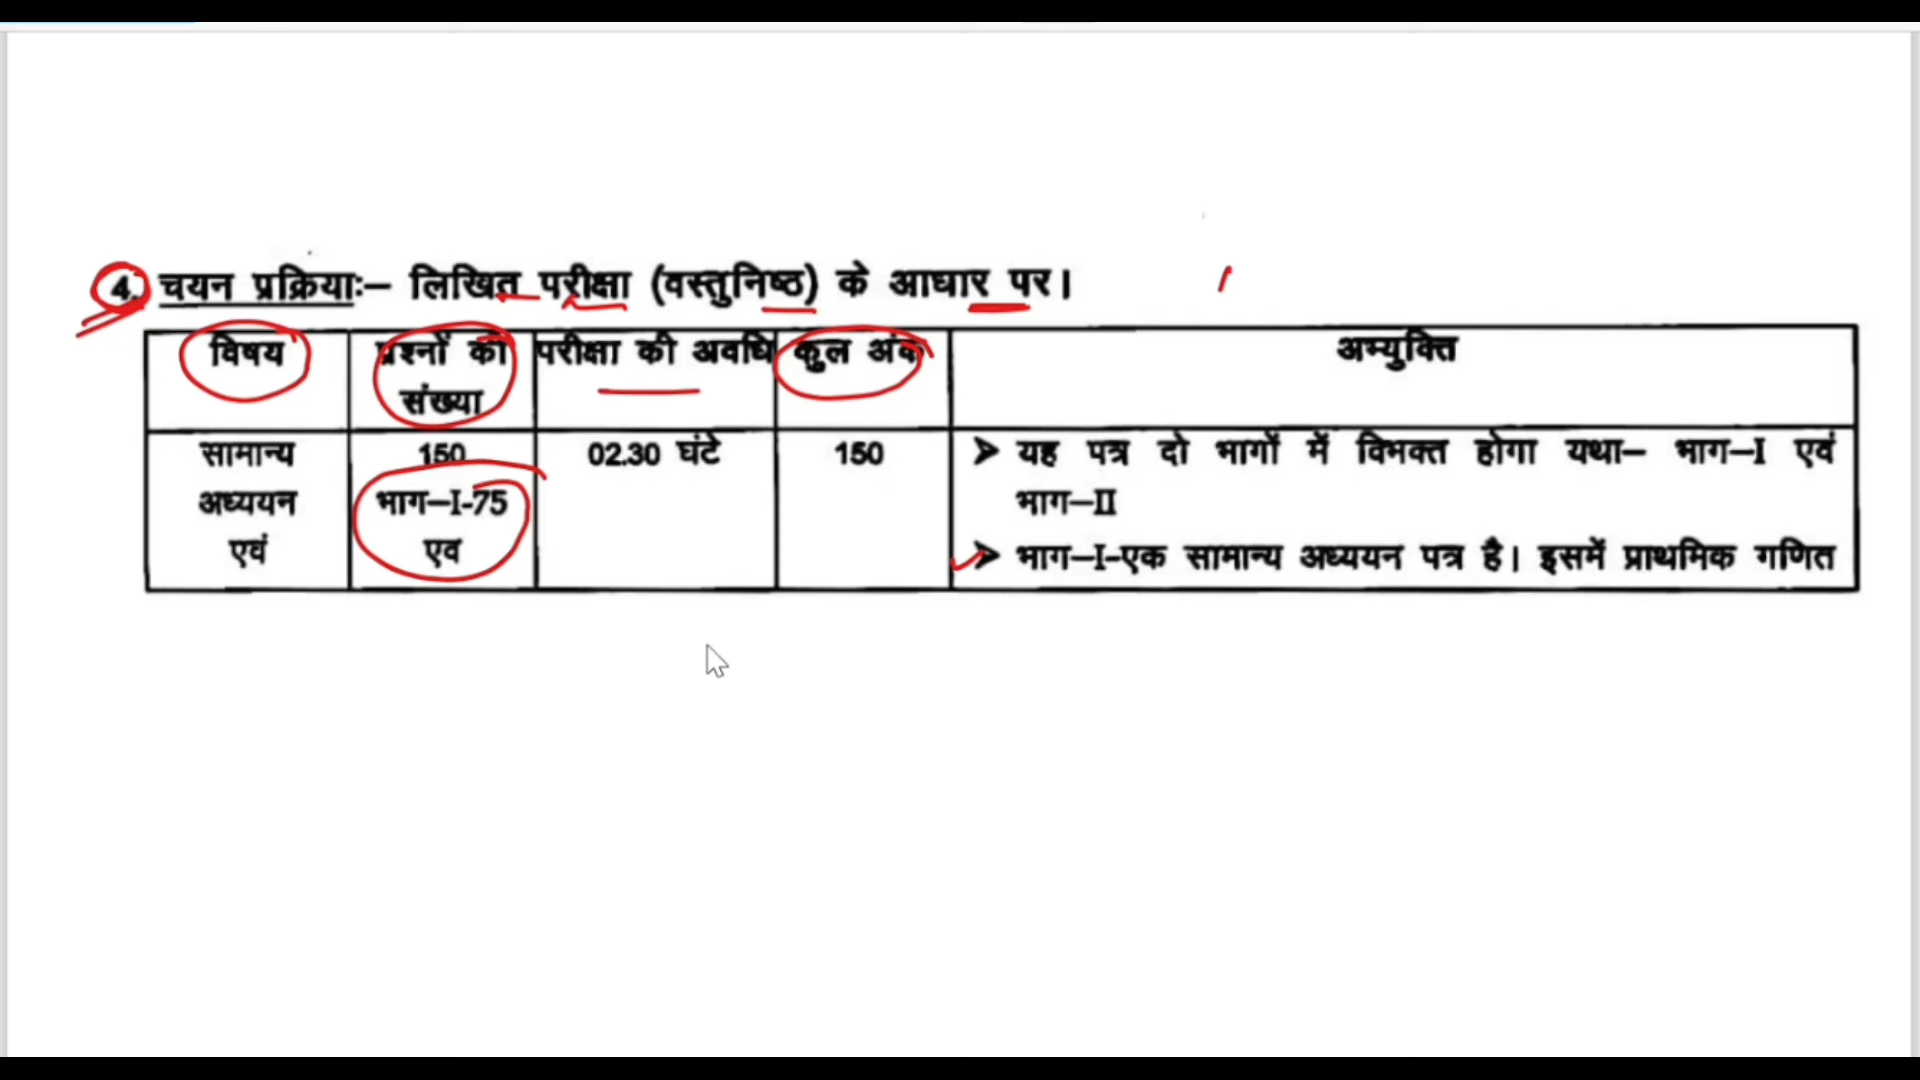 4. चयन प्रक्रियाः– लिखित परीक्षा (वस्तुनिष्ठ) के आधार पर।
विषय
प्रश्नों की
संख्या
परीक्षा की अवधि
कुल अंक
अभ्युक्ति
सामान्य
अध्ययन
एवं
150
भाग–I-75
एवं
02.30 घंटे
150
➤ यह पत्र दो भागों में विभक्त होगा यथा– भाग–I एवं
भाग–II
➤ भाग–I-एक सामान्य अध्ययन पत्र है। इसमें प्राथमिक गणित